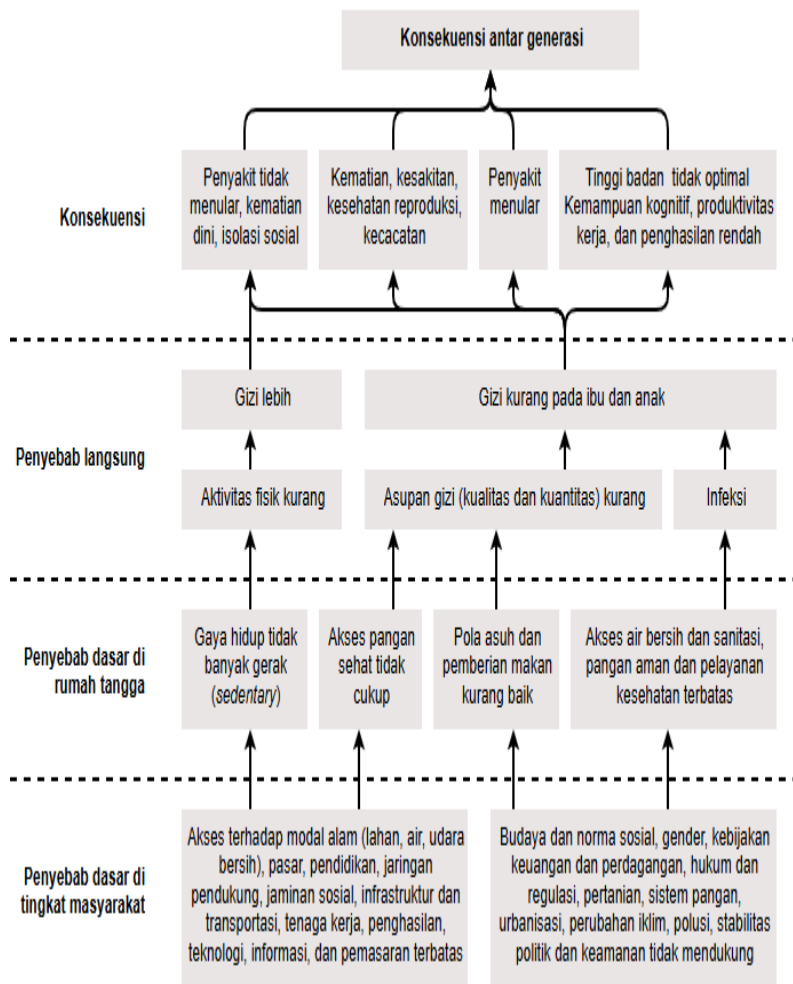 Konsekuensi antar generasi
Konsekuensi
Penyakit tidak
menular, kematian
dini, isolasi sosial
Kematian, kesakitan,
kesehatan reproduksi,
kecacatan
Penyakit
menular
Tinggi badan tidak optimal
Kemampuan kognitif, produktivitas
kerja, dan penghasilan rendah
Penyebab langsung
Gizi lebih
Gizi kurang pada ibu dan anak
Aktivitas fisik kurang
Asupan gizi (kualitas dan kuantitas) kurang
Infeksi
Penyebab dasar di
rumah tangga
Gaya hidup tidak
banyak gerak
(sedentary)
Akses pangan
sehat tidak
cukup
Pola asuh dan
pemberian makan
kurang baik
Akses air bersih dan sanitasi,
pangan aman dan pelayanan
kesehatan terbatas
Penyebab dasar di
tingkat masyarakat
Akses terhadap modal alam (lahan, air, udara
bersih), pasar, pendidikan, jaringan
pendukung, jaminan sosial, infrastruktur dan
transportasi, tenaga kerja, penghasilan,
teknologi, informasi, dan pemasaran terbatas
Budaya dan norma sosial, gender, kebijakan
keuangan dan perdagangan, hukum dan
regulasi, pertanian, sistem pangan,
urbanisasi, perubahan iklim, polusi, stabilitas
politik dan keamanan tidak mendukung